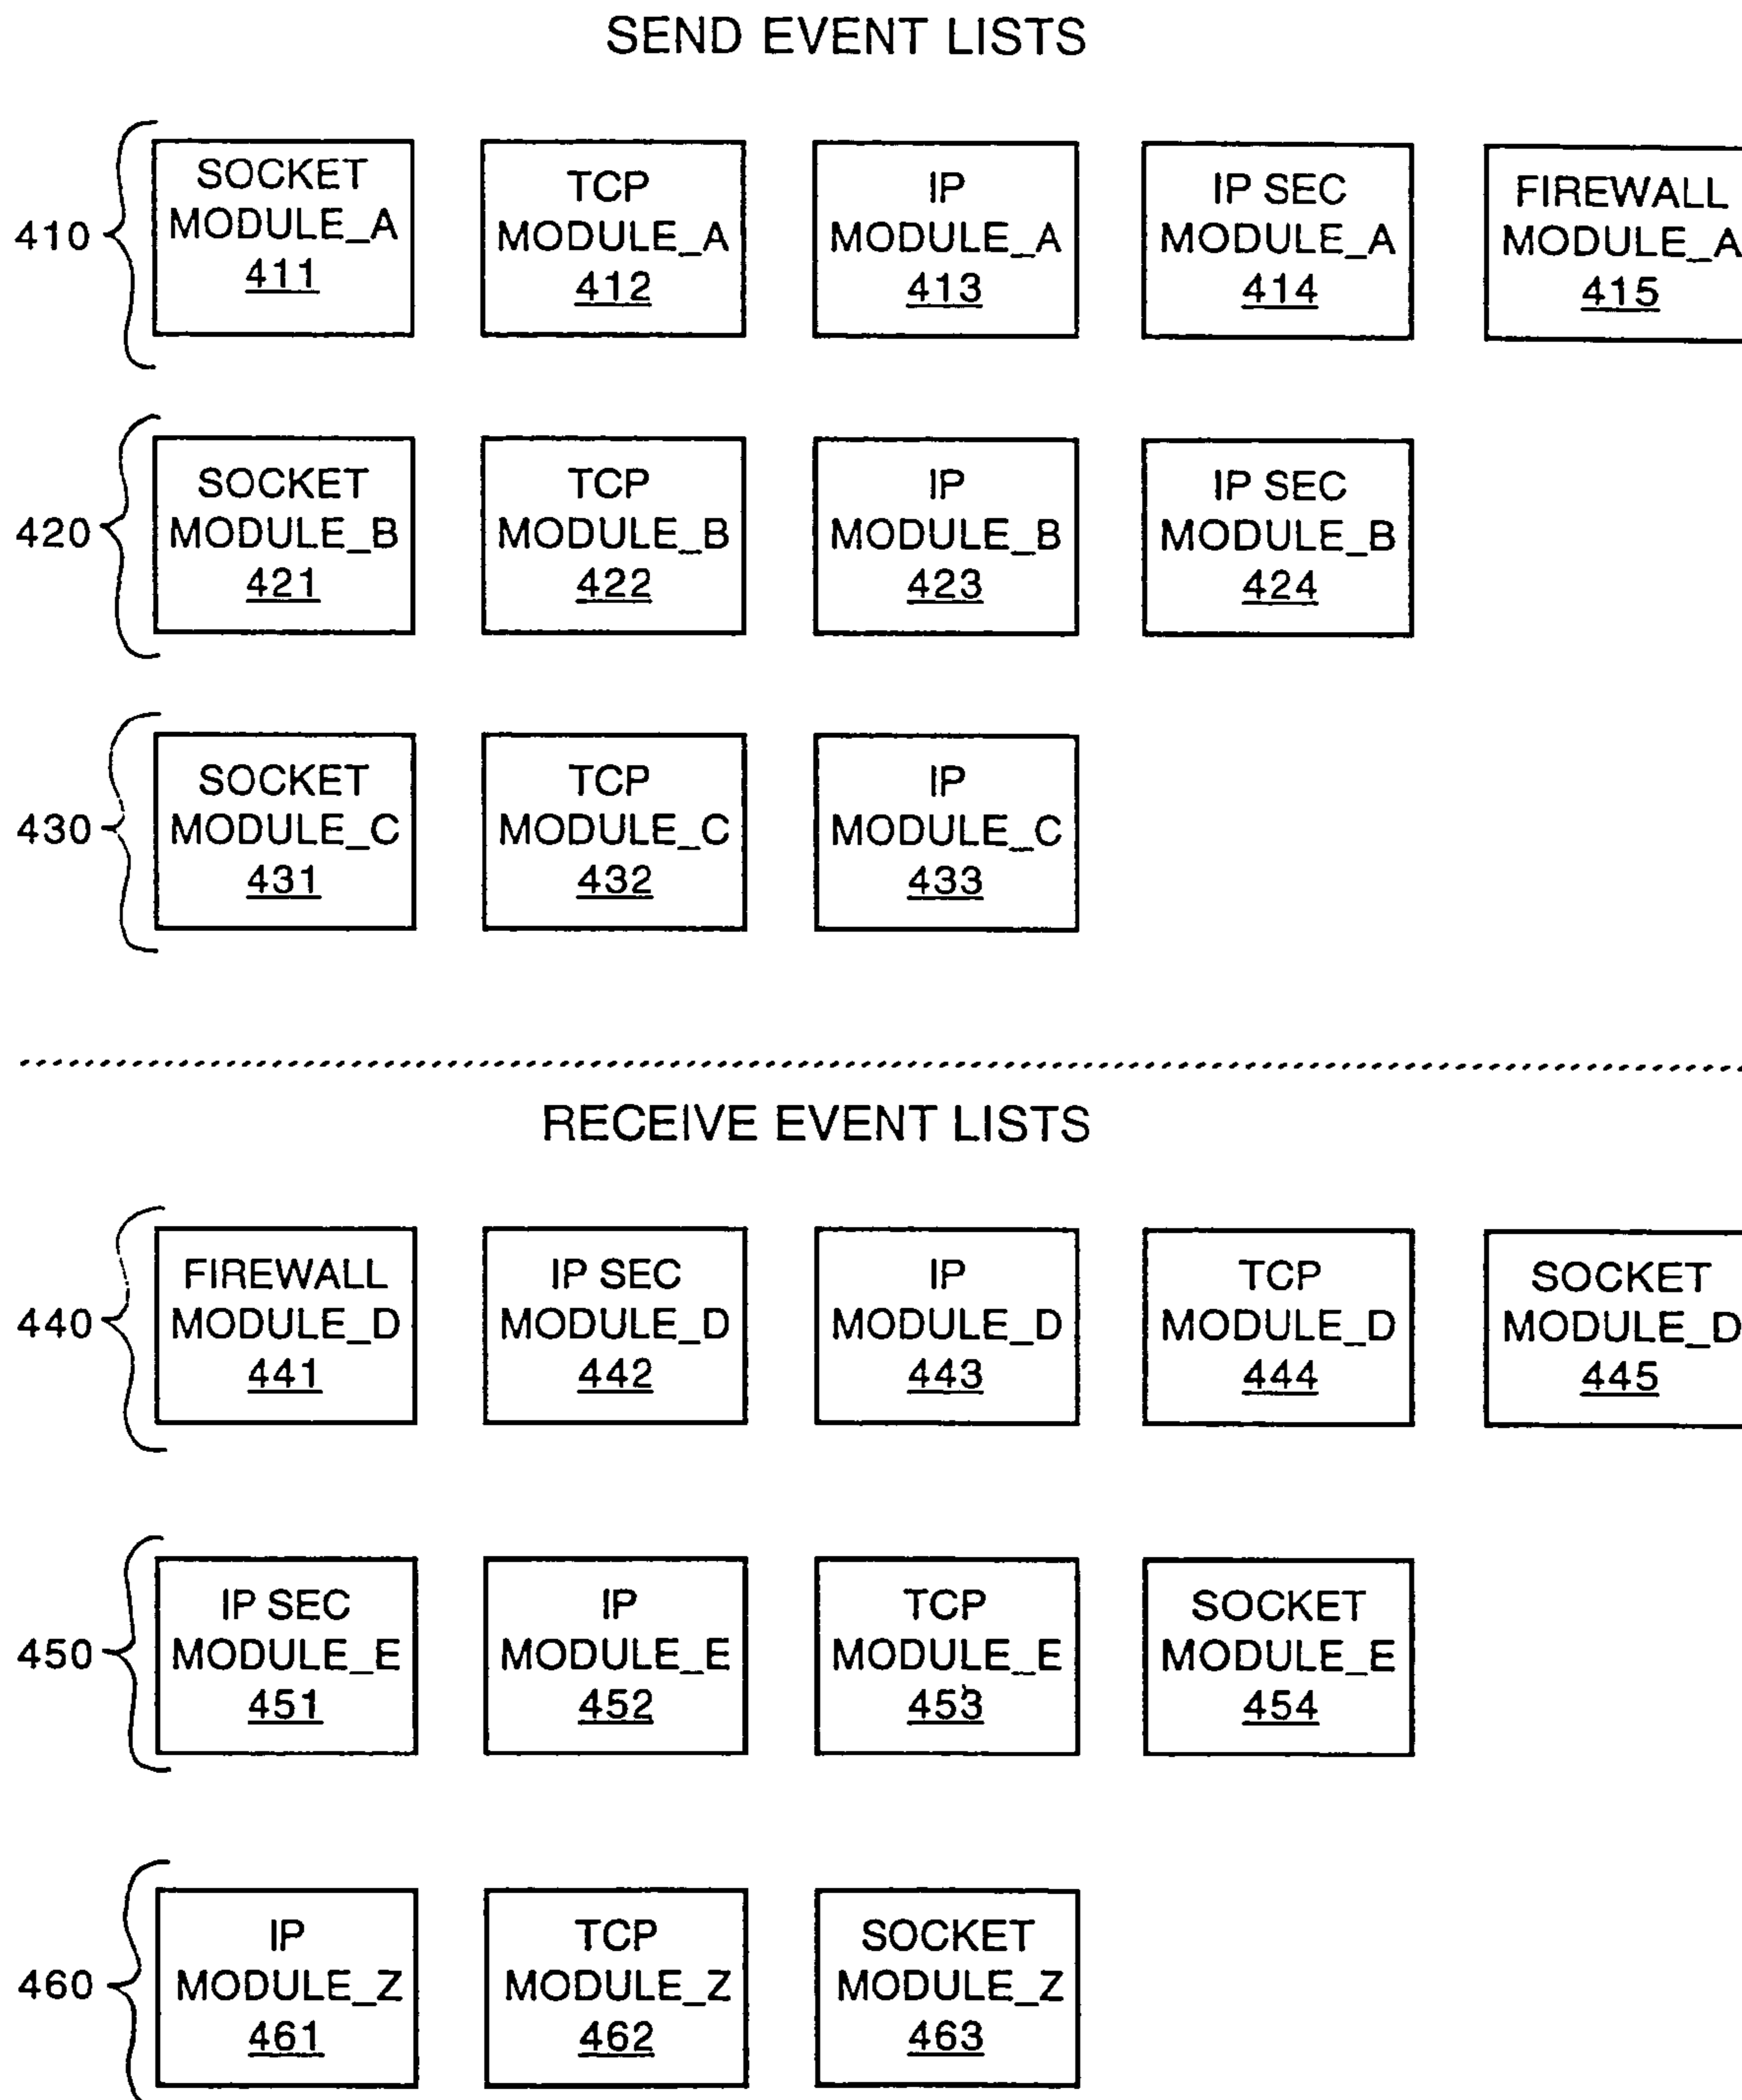 SEND EVENT LISTS
410
SOCKET
MODULE_A
411
TCP
MODULE_A
412
IP
MODULE_A
413
IP SEC
MODULE_A
414
FIREWALL
MODULE_A
415
420
SOCKET
MODULE_B
421
TCP
MODULE_B
422
IP
MODULE_B
423
IP SEC
MODULE_B
424
430
SOCKET
MODULE_C
431
TCP
MODULE_C
432
IP
MODULE_C
433
RECEIVE EVENT LISTS
440
FIREWALL
MODULE_D
441
IP SEC
MODULE_D
442
IP
MODULE_D
443
TCP
MODULE_D
444
SOCKET
MODULE_D
445
450
IP SEC
MODULE_E
451
IP
MODULE_E
452
TCP
MODULE_E
453
SOCKET
MODULE_E
454
460
IP
MODULE_Z
461
TCP
MODULE_Z
462
SOCKET
MODULE_Z
463